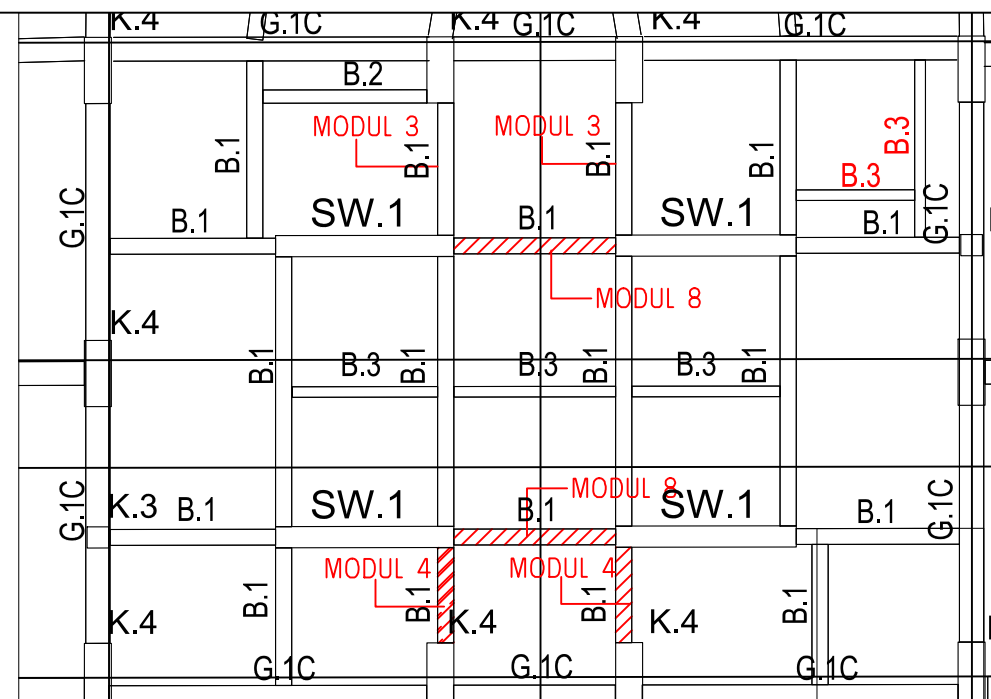 K.4 G.1C K.4 G.1C K.4 G.1C
B.2
MODUL 3 MODUL 3
B.1 B.1 B.1 B.1 B.3
B.3
G.1C B.1 SW.1 B.1 SW.1 B.1 G.1C
MODUL 8
K.4
B.1 B.3 B.1 B.3 B.1 B.3 B.1
MODUL 8
G.1C K.3 B.1 SW.1 B.1 SW.1 B.1 G.1C
MODUL 4 MODUL 4
B.1 B.1 B.1 B.1
K.4 K.4 K.4
G.1C G.1C G.1C